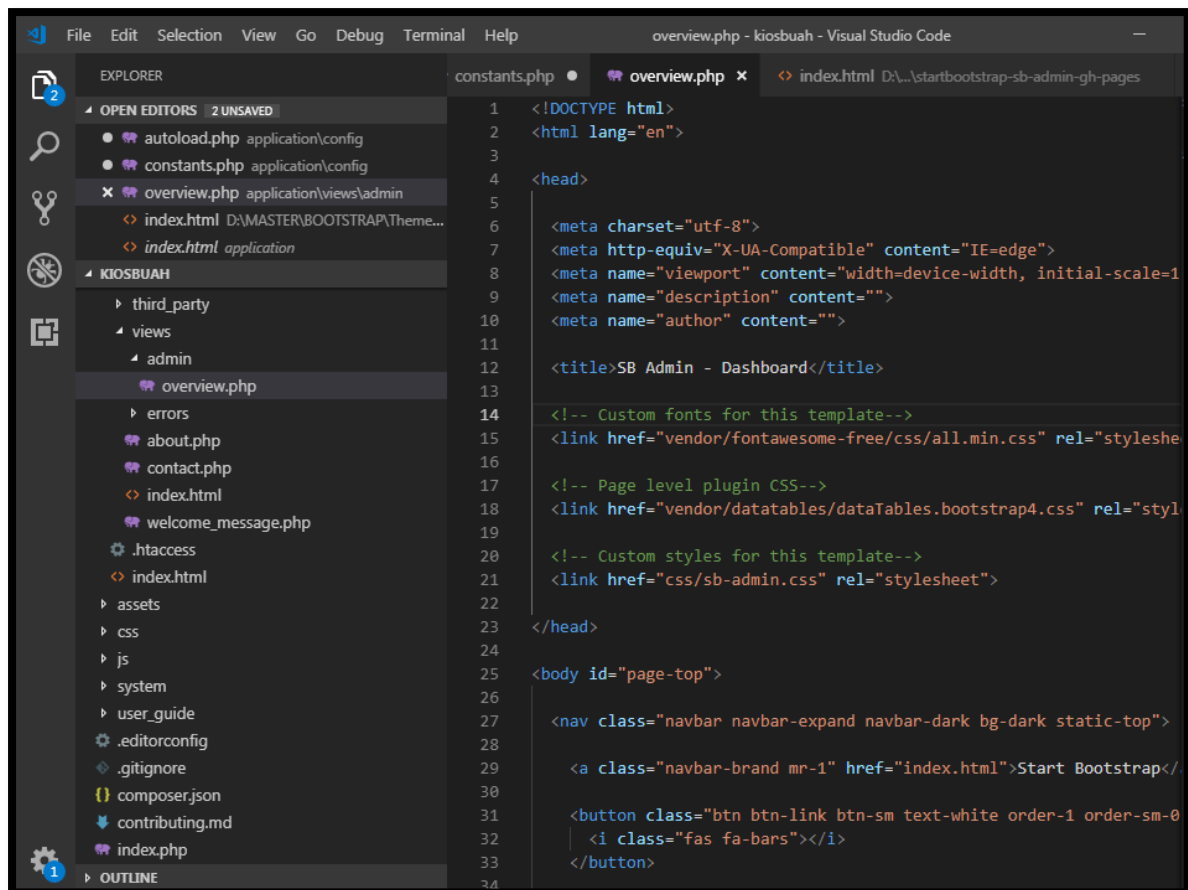 File Edit Selection View Go Debug Terminal Help overview.php - kiosbuah - Visual Studio Code
2
EXPLORER
OPEN EDITORS 2 UNSAVED
autoload.php application\config
constants.php application\config
overview.php application\views\admin
index.html D:\MASTER\BOOTSTRAP\Theme...
index.html application
KIOSBUAH
third_party
views
admin
overview.php
errors
about.php
contact.php
index.html
welcome_message.php
.htaccess
index.html
assets
css
js
system
user_guide
.editorconfig
.gitignore
{} composer.json
contributing.md
index.php
OUTLINE
1
constants.php overview.php index.html D:\...\startbootstrap-sb-admin-gh-pages
1 <!DOCTYPE html>
2 <html lang="en">
3
4 <head>
5
6 <meta charset="utf-8">
7 <meta http-equiv="X-UA-Compatible" content="IE=edge">
8 <meta name="viewport" content="width=device-width, initial-scale=1
9 <meta name="description" content="">
10 <meta name="author" content="">
11
12 <title>SB Admin - Dashboard</title>
13
14 <!-- Custom fonts for this template-->
15 <link href="vendor/fontawesome-free/css/all.min.css" rel="styleshe
16
17 <!-- Page level plugin CSS-->
18 <link href="vendor/datatables/dataTables.bootstrap4.css" rel="styl
19
20 <!-- Custom styles for this template-->
21 <link href="css/sb-admin.css" rel="stylesheet">
22
23 </head>
24
25 <body id="page-top">
26
27 <nav class="navbar navbar-expand navbar-dark bg-dark static-top">
28
29 <a class="navbar-brand mr-1" href="index.html">Start Bootstrap</
30
31 <button class="btn btn-link btn-sm text-white order-1 order-sm-0
32 <i class="fas fa-bars"></i>
33 </button>
34